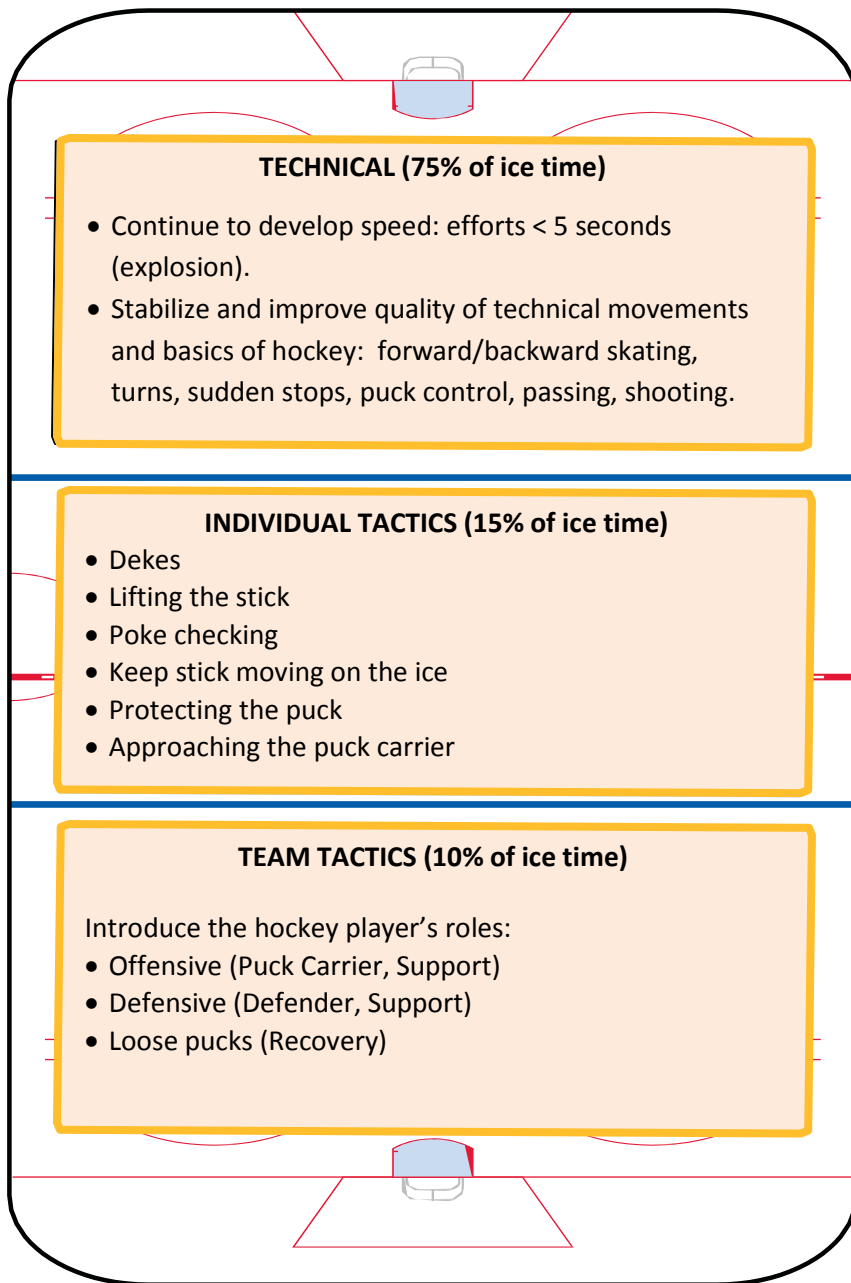 TECHNICAL (75% of ice time)
• Continue to develop speed: efforts < 5 seconds
(explosion).
• Stabilize and improve quality of technical movements
and basics of hockey:  forward/backward skating,
turns, sudden stops, puck control, passing, shooting.
INDIVIDUAL TACTICS (15% of ice time)
• Dekes
• Lifting the stick
• Poke checking
• Keep stick moving on the ice
• Protecting the puck
• Approaching the puck carrier
TEAM TACTICS (10% of ice time)
Introduce the hockey player’s roles:
• Offensive (Puck Carrier, Support)
• Defensive (Defender, Support)
• Loose pucks (Recovery)